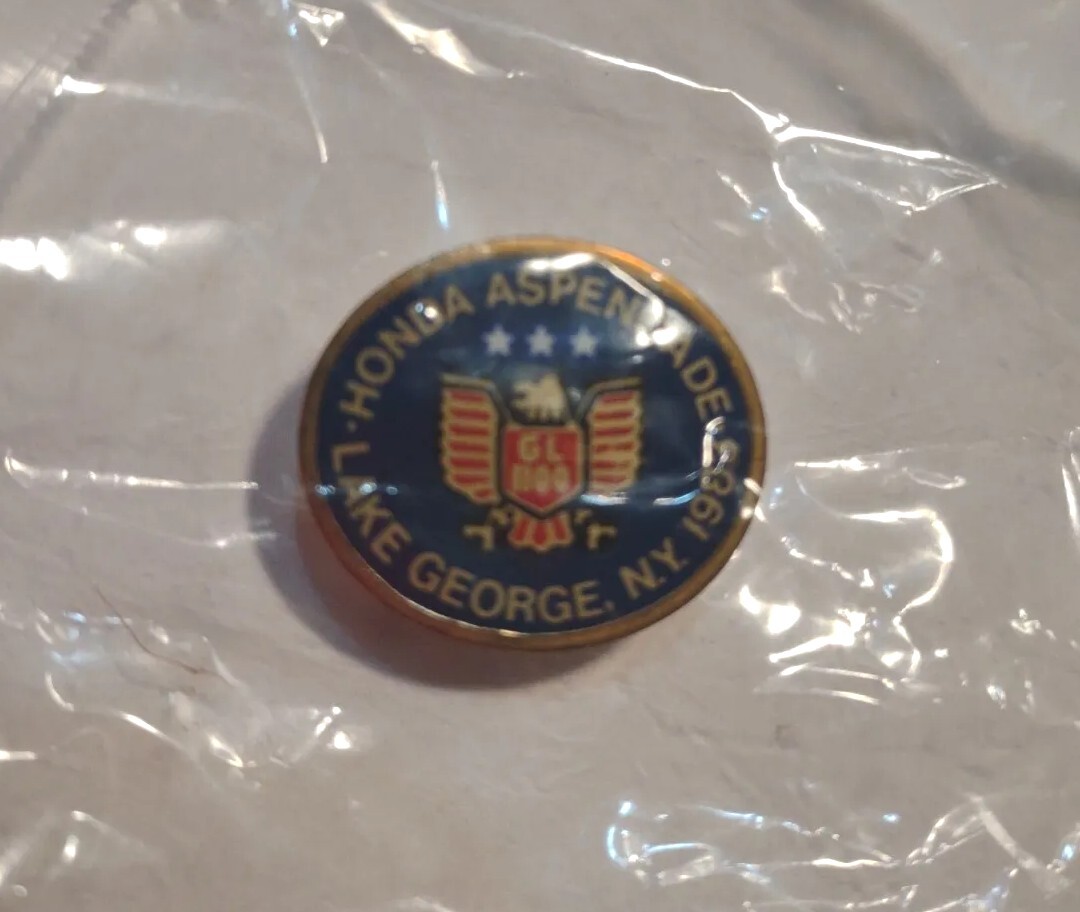 HONDA ASPENCADE
GL
1100
LAKE GEORGE, N.Y.